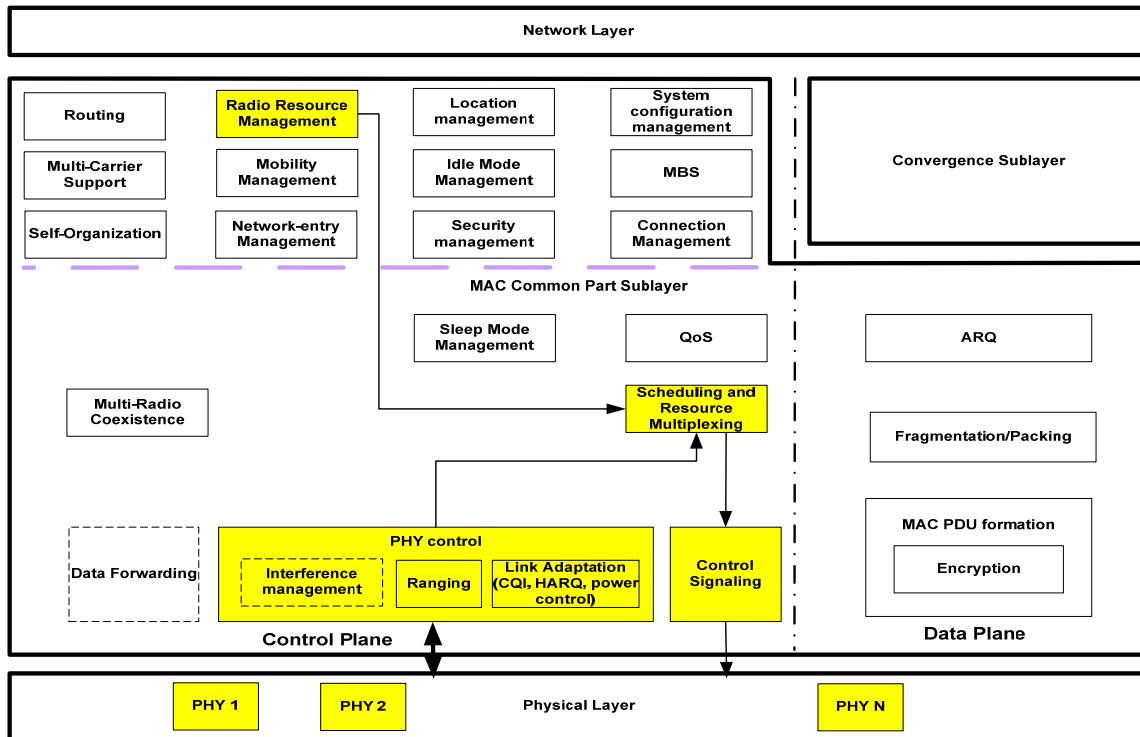 Network Layer
Routing
Radio Resource
Management
Location
management
System
configuration
management
Convergence Sublayer
Multi-Carrier
Support
Mobility
Management
Idle Mode
Management
MBS
Self-Organization
Network-entry
Management
Security
management
Connection
Management
MAC Common Part Sublayer
Sleep Mode
Management
QoS
ARQ
Multi-Radio
Coexistence
Scheduling and
Resource
Multiplexing
Fragmentation/Packing
Data Forwarding
PHY control
Interference
management
Ranging
Link Adaptation
(CQI, HARQ, power
control)
Control
Signaling
MAC PDU formation
Encryption
Control Plane
Data Plane
PHY 1
PHY 2
Physical Layer
PHY N